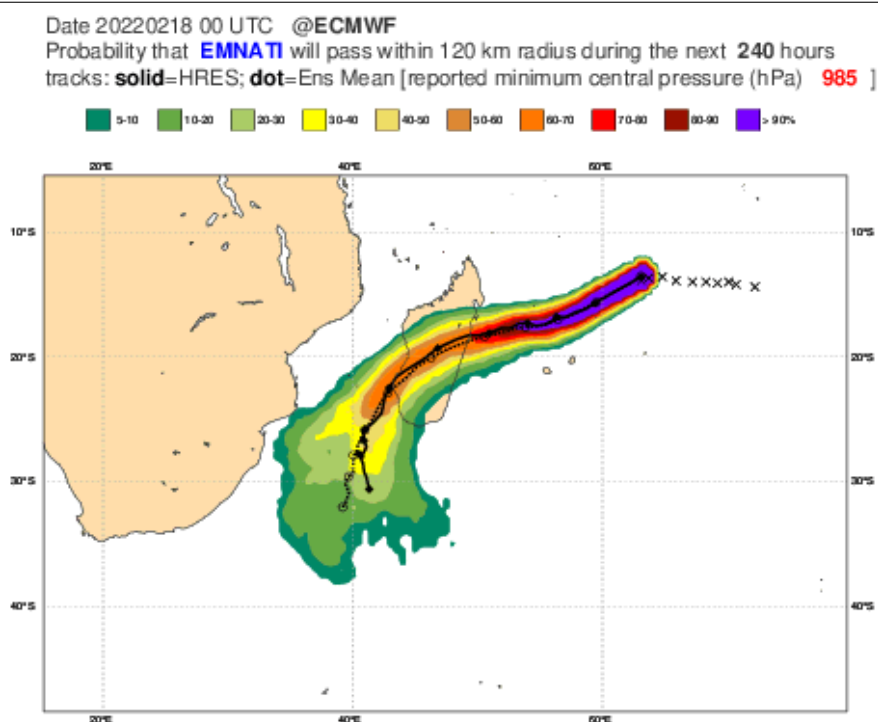 Date 20220218 00 UTC @ECMWF
Probability that EMNATI will pass within 120 km radius during the next 240 hours
tracks: solid=HRES; dot=Ens Mean [reported minimum central pressure (hPa) 985 ]
5-10 10-20 20-30 30-40 40-50 50-60 60-70 70-80 80-90 > 90%
20°E 40°E 60°E
10°S 10°S
20°S 20°S
30°S 30°S
40°S 40°S
20°E 40°E 60°E